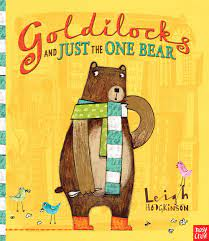 Goldilocks
AND JUST THE ONE BEAR
Leigh
HODGKINSON
nosy
Crow